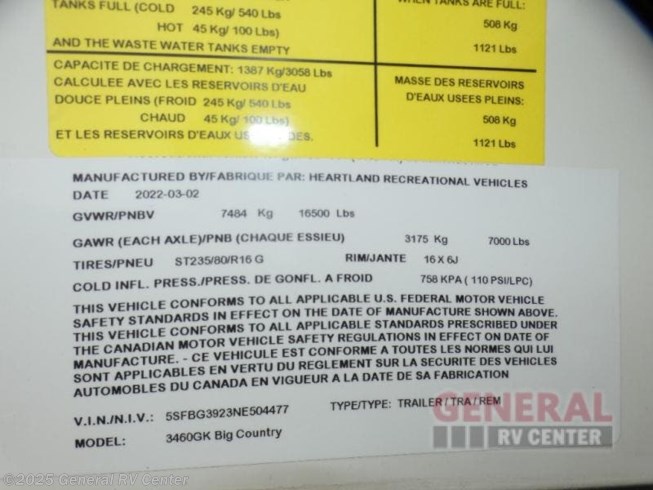 TANKS FULL (COLD 245 Kg/ 540 Lbs)
HOT 45 Kg/ 100 Lbs)
AND THE WASTE WATER TANKS EMPTY
WHEN TANKS ARE FULL:
508 Kg
1121 Lbs
CAPACITE DE CHARGEMENT: 1387 Kg/3058 Lbs
CALCULEE AVEC LES RESERVOIRS D'EAU
DOUCE PLEINS (FROID 245 Kg/ 540 Lbs
CHAUD 45 Kg/ 100 Lbs)
ET LES RESERVOIRS D'EAUX
MASSE DES RESERVOIRS
D'EAUX USEES PLEINS:
508 Kg
1121 Lbs
MANUFACTURED BY/FABRIQUE PAR: HEARTLAND RECREATIONAL VEHICLES
DATE 2022-03-02
GVWR/PNBV 7484 Kg 16500 Lbs
GAWR (EACH AXLE)/PNB (CHAQUE ESSIEU) 3175 Kg 7000 Lbs
TIRES/PNEU ST235/80/R16 G RIM/JANTE 16 X 6J
COLD INFL. PRESS./PRESS. DE GONFL. A FROID 758 KPA ( 110 PSI/LPC)
THIS VEHICLE CONFORMS TO ALL APPLICABLE U.S. FEDERAL MOTOR VEHICLE
SAFETY STANDARDS IN EFFECT ON THE DATE OF MANUFACTURE SHOWN ABOVE.
THIS VEHICLE CONFORMS TO ALL APPLICABLE STANDARDS PRESCRIBED UNDER
THE CANADIAN MOTOR VEHICLE SAFETY REGULATIONS IN EFFECT ON DATE OF
MANUFACTURE. - CE VEHICULE EST CONFORME A TOUTES LES NORMES QUI LUI
SONT APPLICABLES EN VERTU DU REGLEMENT SUR LA SECURITE DES VEHICLES
AUTOMOBILES DU CANADA EN VIGUEUR A LA DATE DE SA FABRICATION
V.I.N./N.I.V.: 5SFBG3923NE504477 TYPE/TYPE: TRAILER / TRA / REM
MODEL: 3460GK Big Country
GENERAL
RV CENTER
©2025 General RV Center